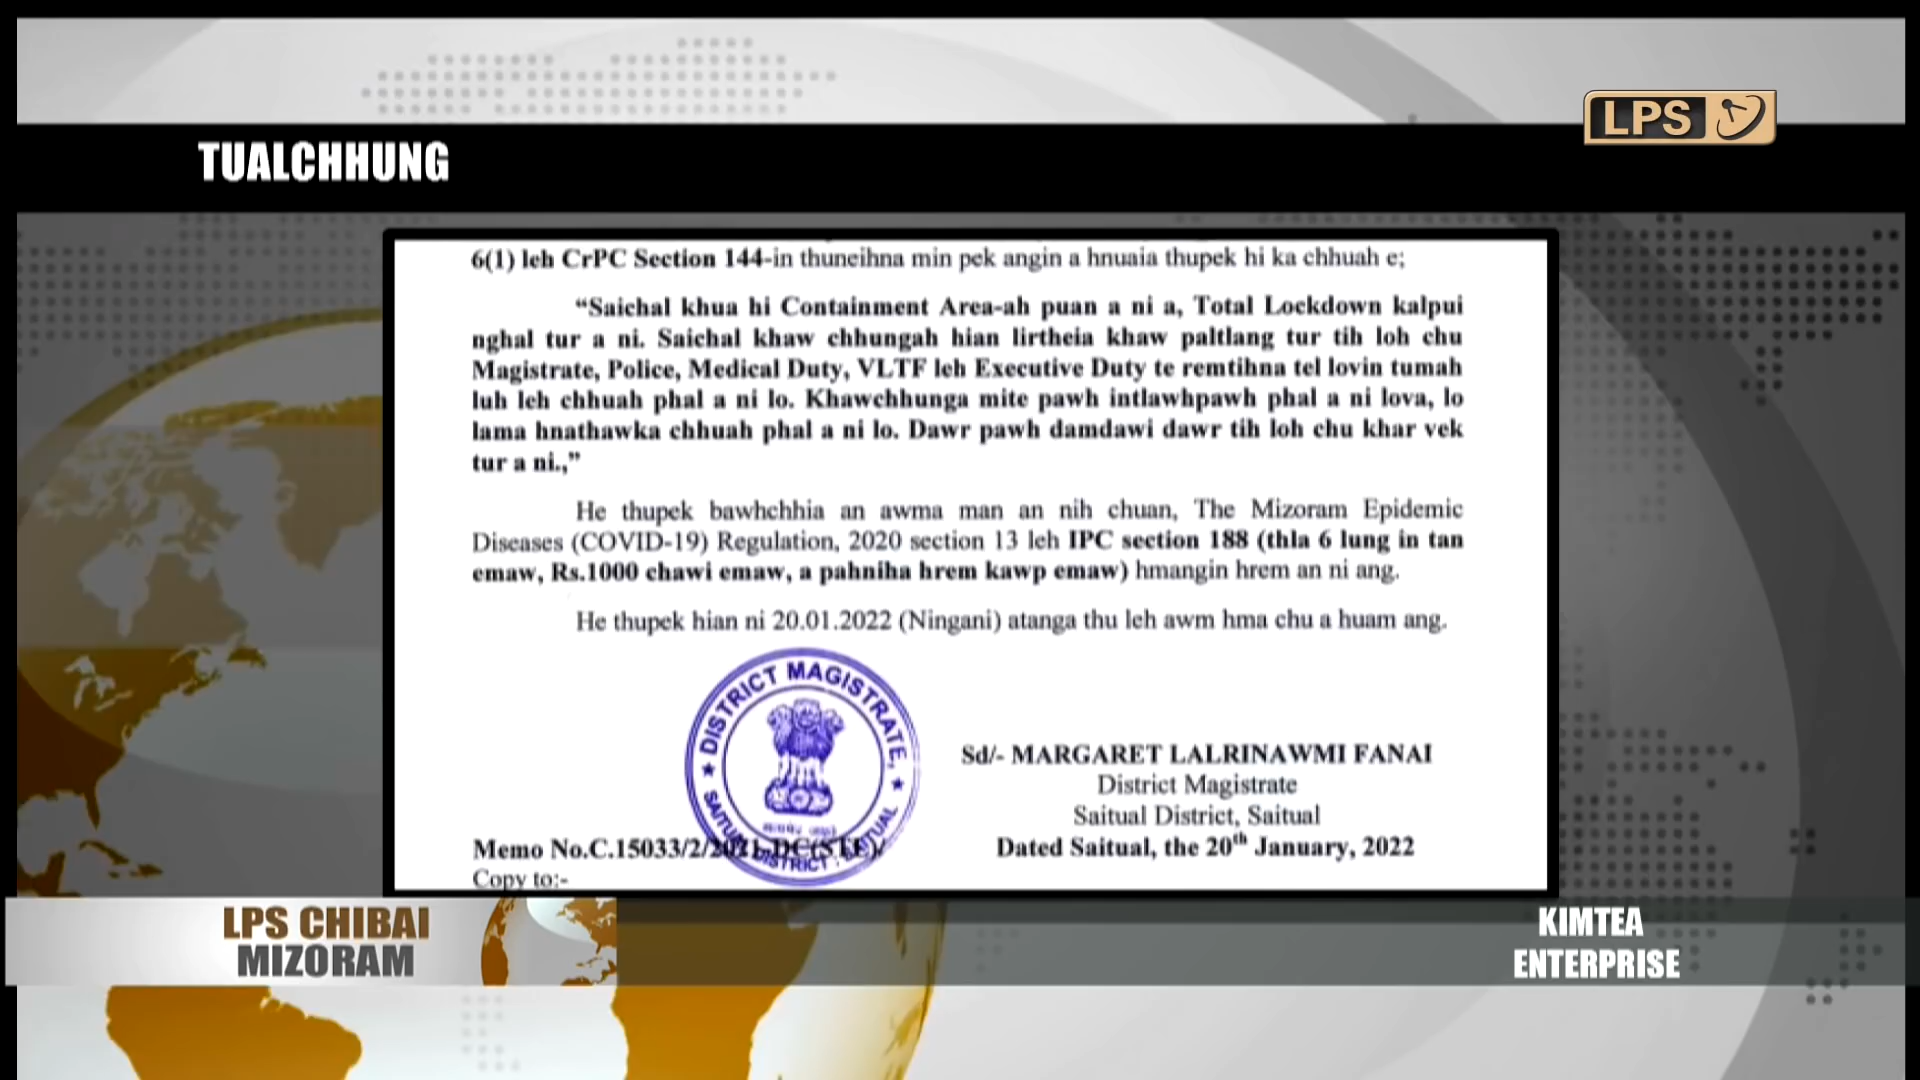 LPS
TUALCHHUNG
6(1) leh CrPC Section 144-in thuneihna min pek angin a hnuaia thupek hi ka chhuah e;
“Saichal khua hi Containment Area-ah puan a ni a, Total Lockdown kalpui
nghal tur a ni. Saichal khaw chhungah hian lirtheia khaw paltlang tur tih loh chu
Magistrate, Police, Medical Duty, VLTF leh Executive Duty te remtihna tel lovin tumah
luh leh chhuah phal a ni lo. Khawchhunga mite pawh intlawhpawh phal a ni lova, lo
lama hnathawka chhuah phal a ni lo. Dawr pawh damdawi dawr tih loh chu khar vek
tur a ni.,”
He thupek bawhchhia an awma man an nih chuan, The Mizoram Epidemic
Diseases (COVID-19) Regulation, 2020 section 13 leh IPC section 188 (thla 6 lung in tan
emaw, Rs.1000 chawi emaw, a pahniha hrem kawp emaw) hmangin hrem an ni ang.
He thupek hian ni 20.01.2022 (Ningani) atanga thu leh awm hma chu a huam ang.
DISTRICT MAGISTRATE,
SAITUAL DISTRICT : SAITUAL
Sd/- MARGARET LALRINAWMI FANAI
District Magistrate
Saitual District, Saitual
Memo No.C.15033/2/2021-DC(STL)/
Dated Saitual, the 20th January, 2022
Copy to:-
LPS CHIBAI
MIZORAM
KIMTEA
ENTERPRISE